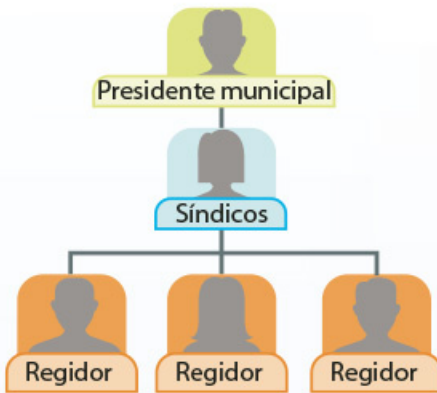 Presidente municipal
Síndicos
Regidor
Regidor
Regidor